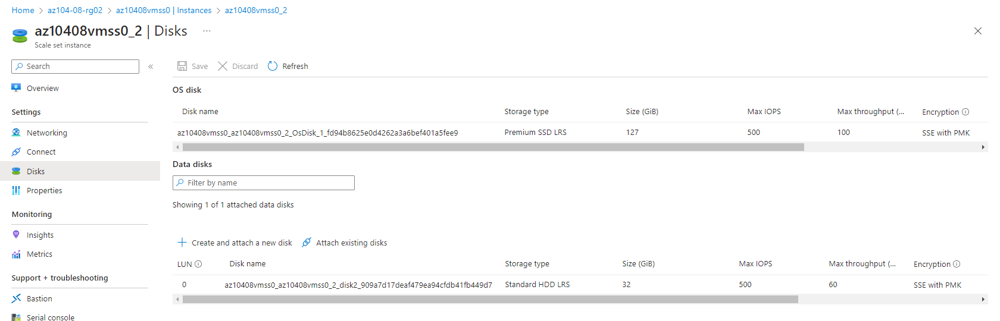 Home > az104-08-rg02 > az10408vmss0 | Instances > az10408vmss0_2
az10408vmss0_2 | Disks ...
Scale set instance
Search «
Overview
Settings
Networking
Connect
Disks
Properties
Monitoring
Insights
Metrics
Support + troubleshooting
Bastion
Serial console
Save Discard Refresh
OS disk
Disk name Storage type Size (GiB) Max IOPS Max throughput (... Encryption
az10408vmss0_az10408vmss0_2_OsDisk_1_fd94b8625e0d4262a3a6bef401a5fee9 Premium SSD LRS 127 500 100 SSE with PMK
Data disks
Filter by name
Showing 1 of 1 attached data disks
Create and attach a new disk Attach existing disks
LUN Disk name Storage type Size (GiB) Max IOPS Max throughput (... Encryption
0 az10408vmss0_az10408vmss0_2_disk2_909a7d17deaf479ea94cfdb41fb449d7 Standard HDD LRS 32 500 60 SSE with PMK